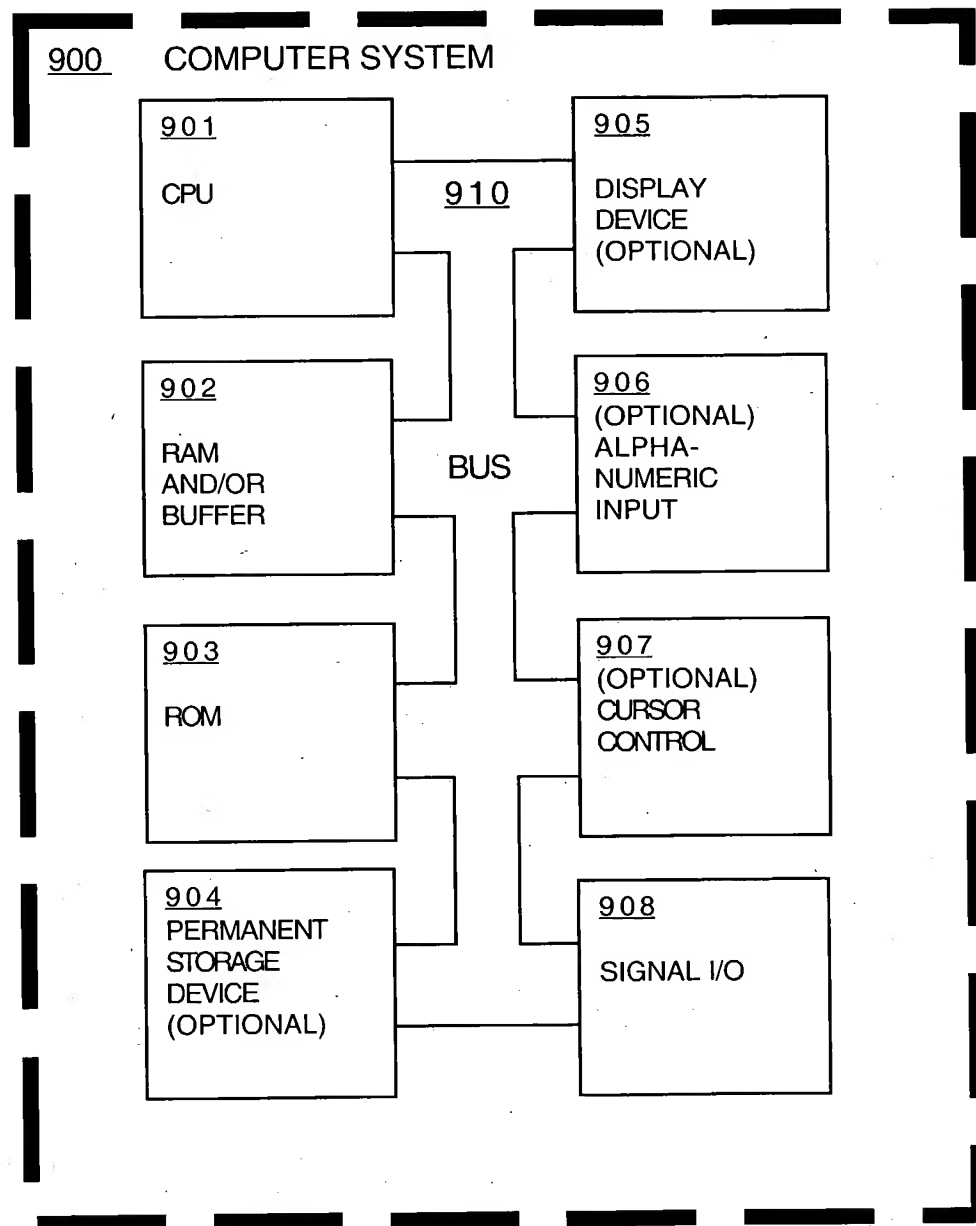 900 COMPUTER SYSTEM
901
CPU
910
905
DISPLAY
DEVICE
(OPTIONAL)
902
RAM
AND/OR
BUFFER
BUS
906
(OPTIONAL)
ALPHA-
NUMERIC
INPUT
903
ROM
907
(OPTIONAL)
CURSOR
CONTROL
904
PERMANENT
STORAGE
DEVICE
(OPTIONAL)
908
SIGNAL I/O